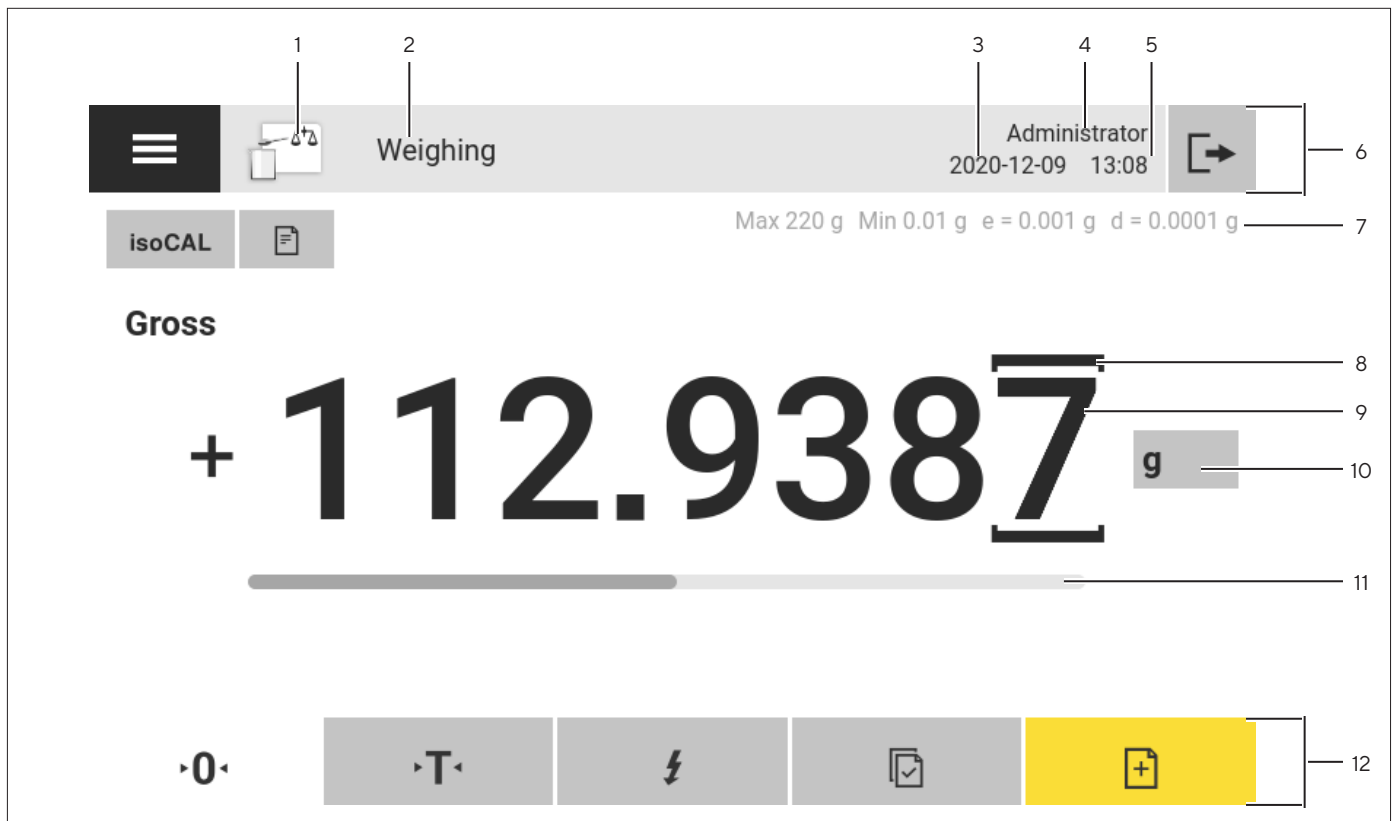 1 2 3 4 5
Weighing
Administrator
2020-12-09 13:08
6
isoCAL
Max 220 g Min 0.01 g e = 0.001 g d = 0.0001 g
7
Gross
8
+ 112.9387 g
9
10
11
0 T
12